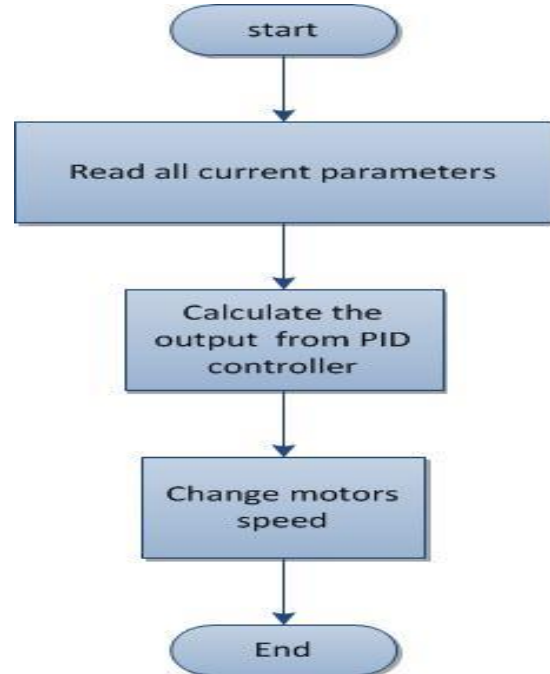 start
Read all current parameters
Calculate the
output from PID
controller
Change motors
speed
End